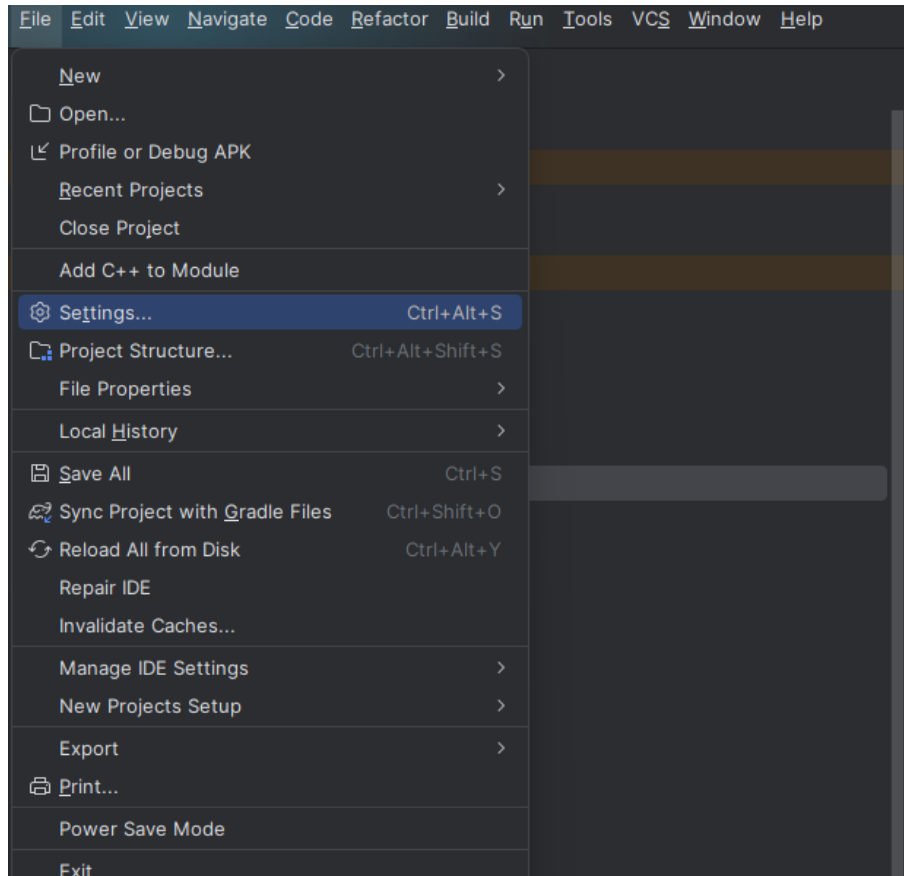 File Edit View Navigate Code Refactor Build Run Tools VCS Window Help
New
Open...
Profile or Debug APK
Recent Projects
Close Project
Add C++ to Module
Settings... Ctrl+Alt+S
Project Structure... Ctrl+Alt+Shift+S
File Properties
Local History
Save All Ctrl+S
Sync Project with Gradle Files Ctrl+Shift+O
Reload All from Disk Ctrl+Alt+Y
Repair IDE
Invalidate Caches...
Manage IDE Settings
New Projects Setup
Export
Print...
Power Save Mode
Exit